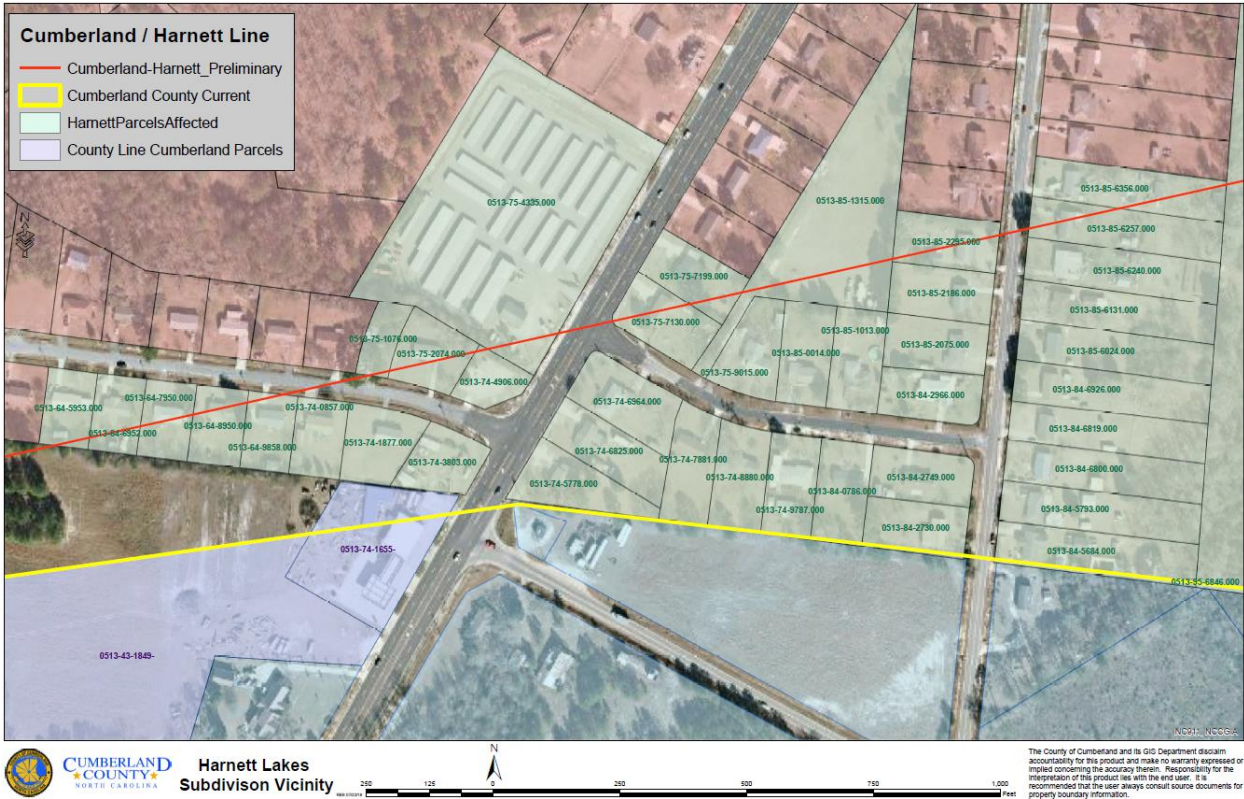 Cumberland / Harnett Line
Cumberland-Harnett_Preliminary
Cumberland County Current
HarnettParcelsAffected
County Line Cumberland Parcels
N
0513-85-6356.000
0513-75-4335.000
0513-85-1315.000
0513-85-6257.000
0513-85-2295.000
0513-85-6240.000
0513-75-7199.000
0513-85-2186.000
0513-85-6131.000
0513-75-7130.000
0513-85-1013.000
0513-75-1076.000
0513-85-2075.000
0513-75-2074.000
0513-85-0014.000
0513-85-6024.000
0513-75-9015.000
0513-74-4906.000
0513-84-6926.000
0513-84-2966.000
0513-64-7950.000
0513-74-6964.000
0513-64-5953.000
0513-74-0857.000
0513-64-8950.000
0513-84-6819.000
0513-64-6952.000
0513-74-1877.000
0513-64-9858.000
0513-74-6825.000
0513-74-7881.000
0513-74-3803.000
0513-84-6800.000
0513-74-8880.000
0513-84-2749.000
0513-74-5778.000
0513-84-0786.000
0513-84-5793.000
0513-74-9787.000
0513-84-2730.000
0513-74-1655-
0513-84-5684.000
0513-95-6846.000
0513-43-1849-
NC911, NCCGIA
CUMBERLAND
COUNTY
NORTH CAROLINA
Harnett Lakes
Subdivison Vicinity
N
250 125 0 250 500 750 1,000
Feet
The County of Cumberland and its GIS Department disclaim
accountability for this product and make no warranty expressed or
implied concerning the accuracy therein. Responsibility for the
interpretation of this product lies with the end user. It is
recommended that the user always consult source documents for
property boundary information.